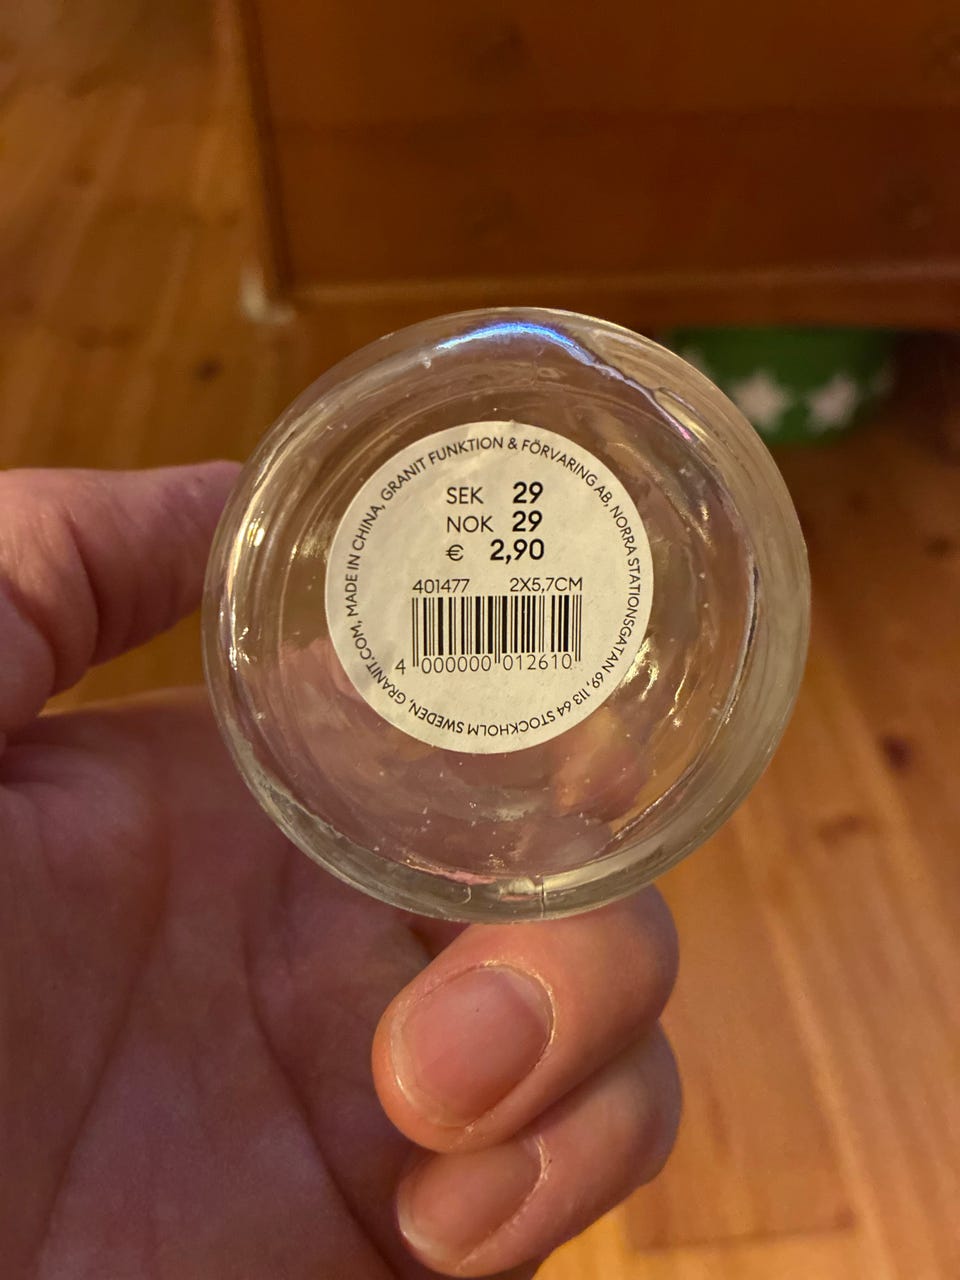 GRANIT.COM, MADE IN CHINA, GRANIT FUNKTION & FÖRVARING AB, NORRA STATIONSGATAN 69, 113 64 STOCKHOLM SWEDEN.
SEK 29
NOK 29
€ 2,90
401477 2X5,7CM
4 000000 012610